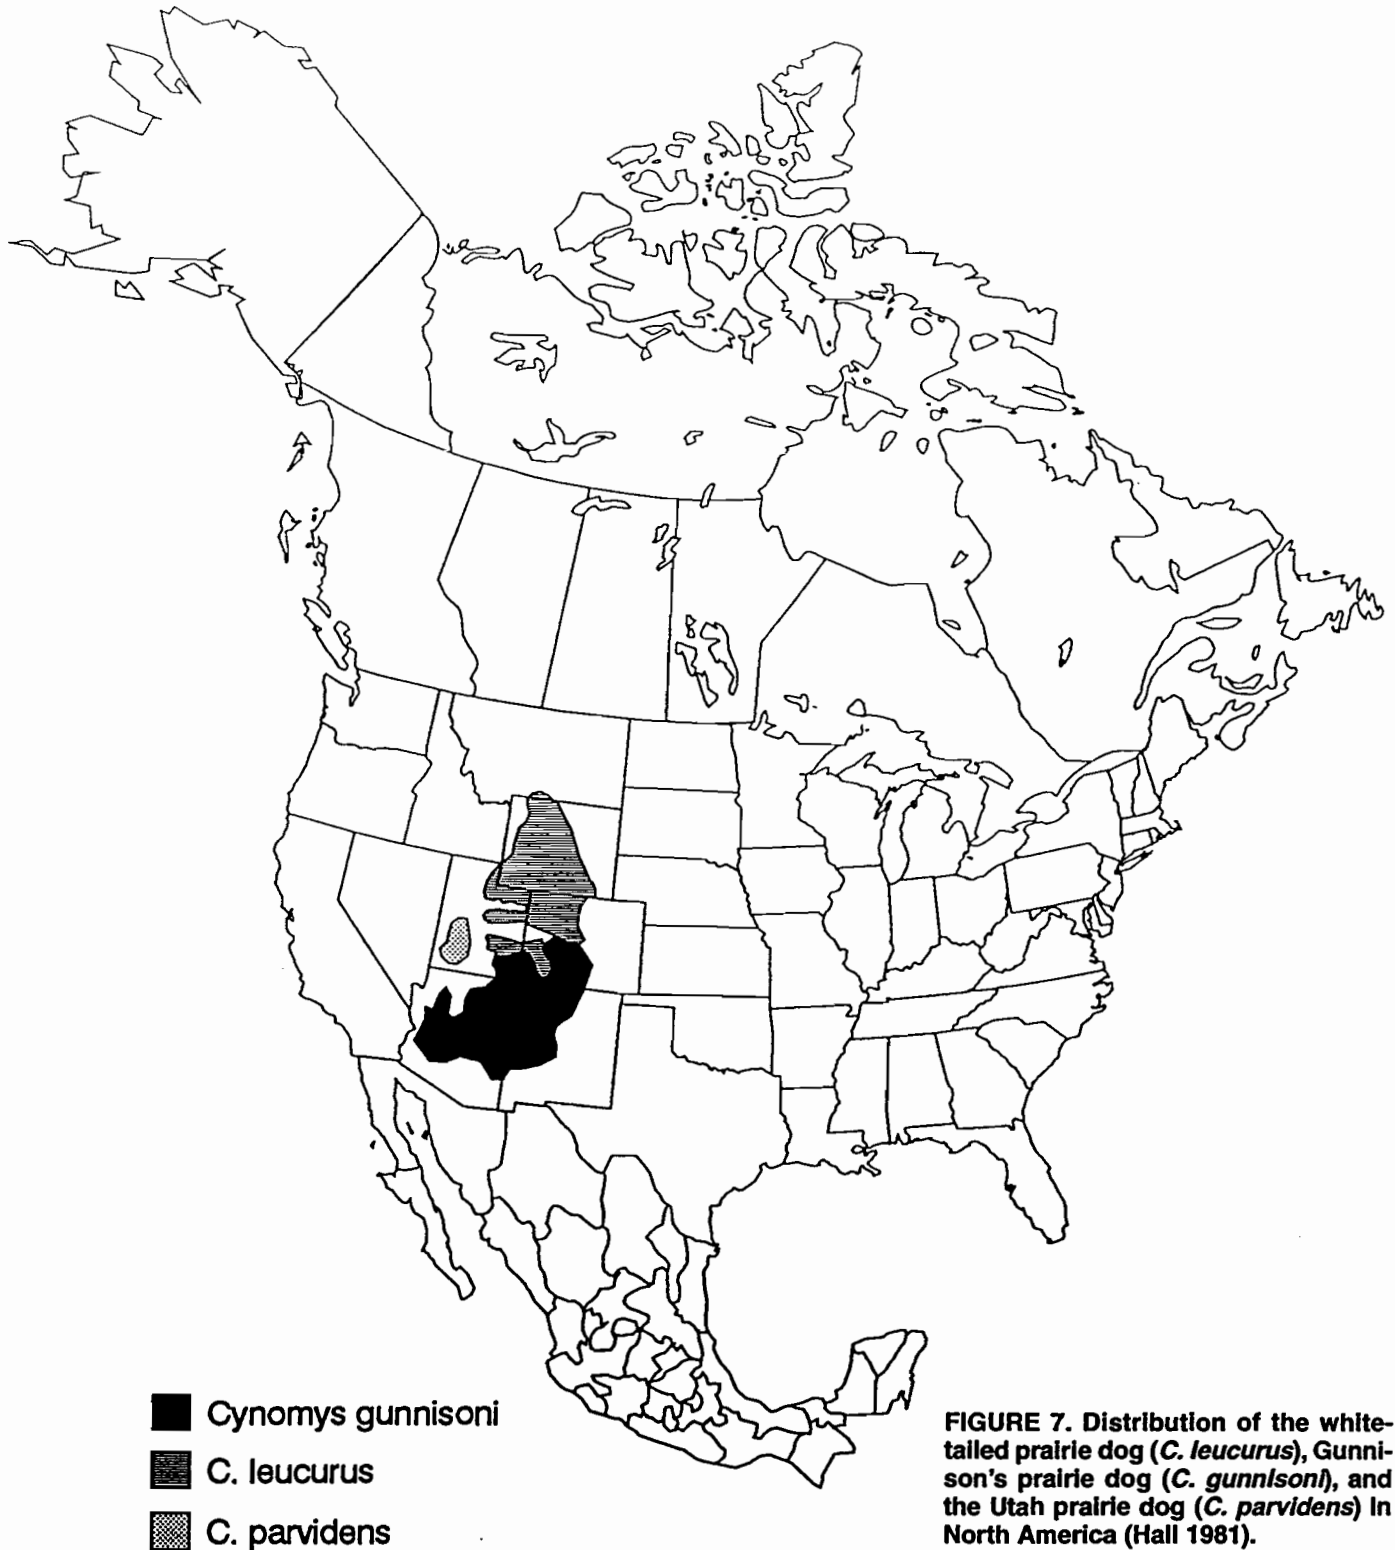 Cynomys gunnisoni
C. leucurus
C. parvidens
FIGURE 7. Distribution of the white-
tailed prairie dog (C. leucurus), Gunni-
son's prairie dog (C. gunnisoni), and
the Utah prairie dog (C. parvidens) in
North America (Hall 1981).